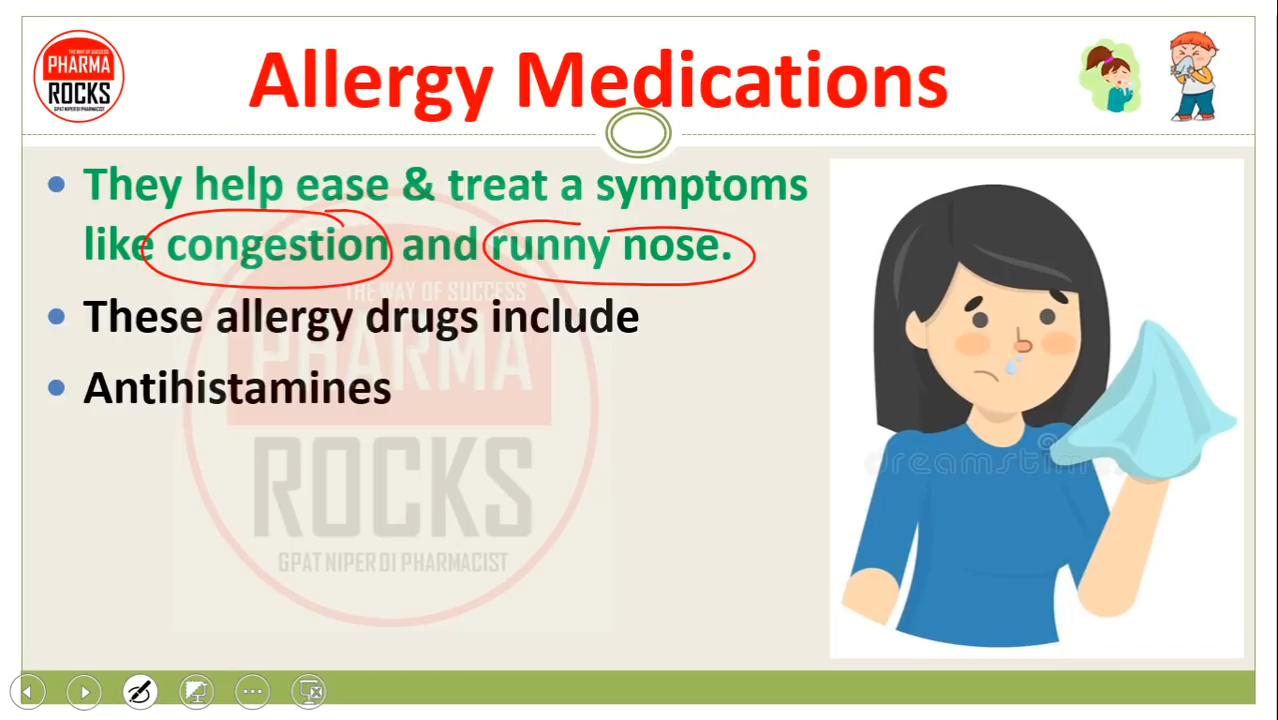 THE WAY OF SUCCESS
PHARMA
ROCKS
GPAT NIPER DI PHARMACIST
Allergy Medications
They help ease & treat a symptoms
like congestion and runny nose.
These allergy drugs include
Antihistamines
THE WAY OF SUCCESS
PHARMA
ROCKS
GPAT NIPER DI PHARMACIST
dreamstime